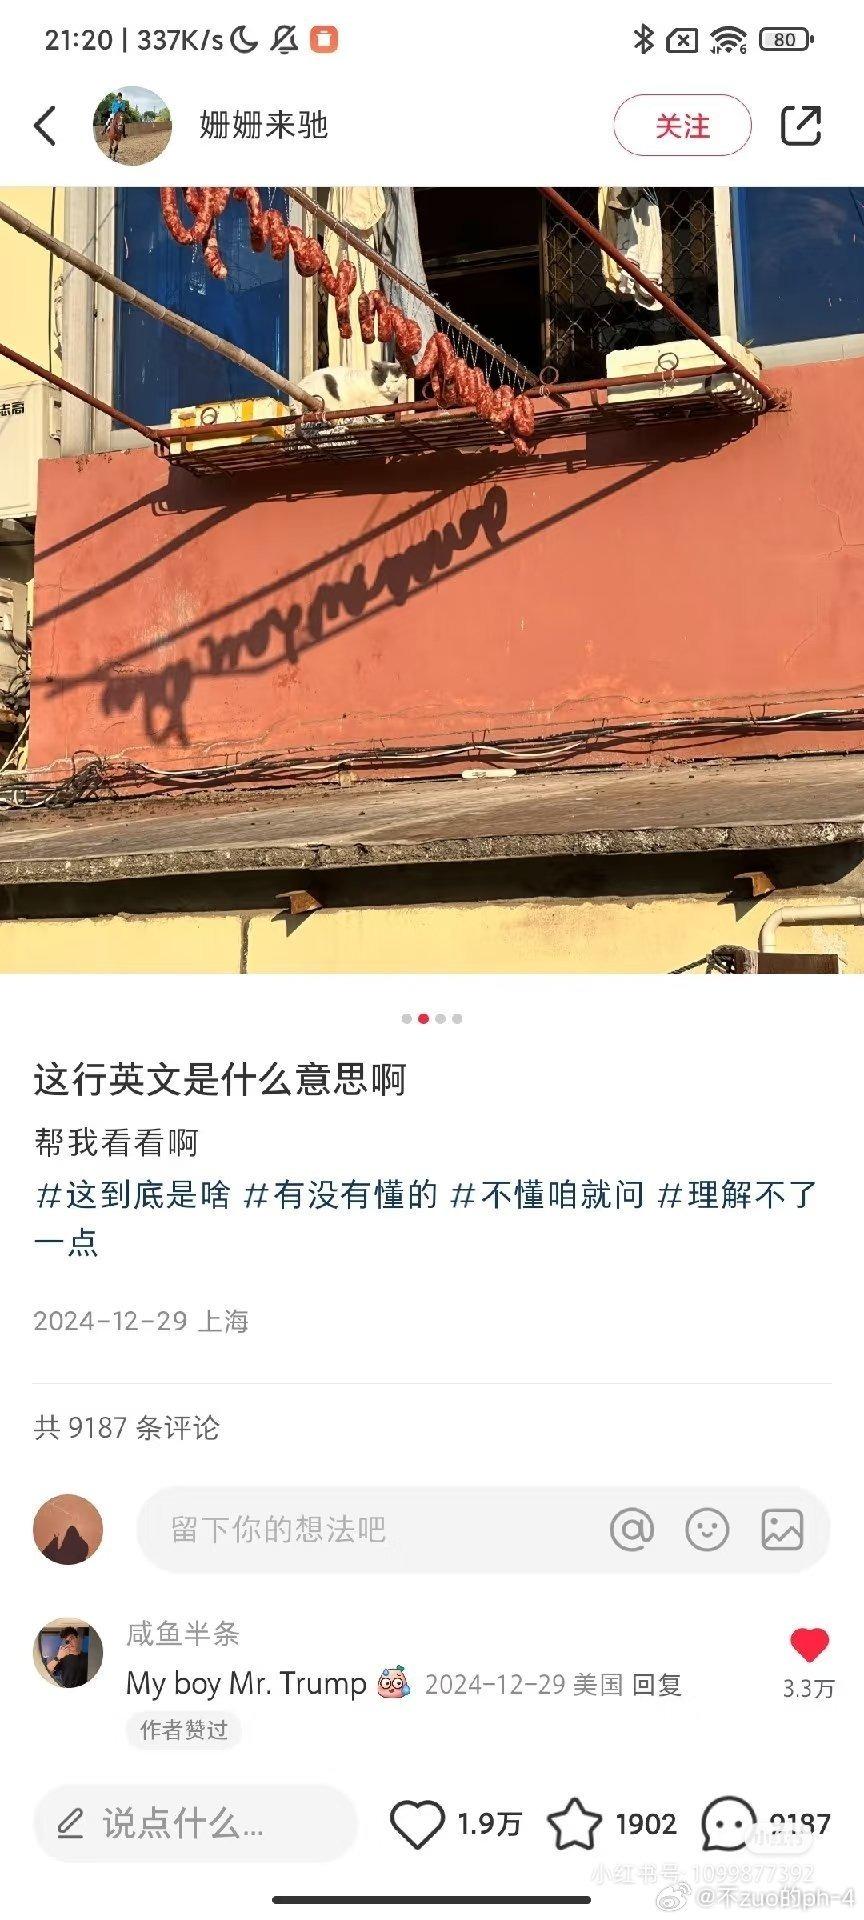 21:20 | 337K/s
80
姗姗来驰
关注
志高
这行英文是什么意思啊
帮我看看啊
#这到底是啥 #有没有懂的 #不懂咱就问 #理解不了
一点
2024-12-29 上海
共 9187 条评论
留下你的想法吧
咸鱼半条
My boy Mr. Trump 2024-12-29 美国 回复
3.3万
作者赞过
说点什么...
1.9万
1902
9187
小红书
小红书号: 1099877392
@不zuo的ph-4